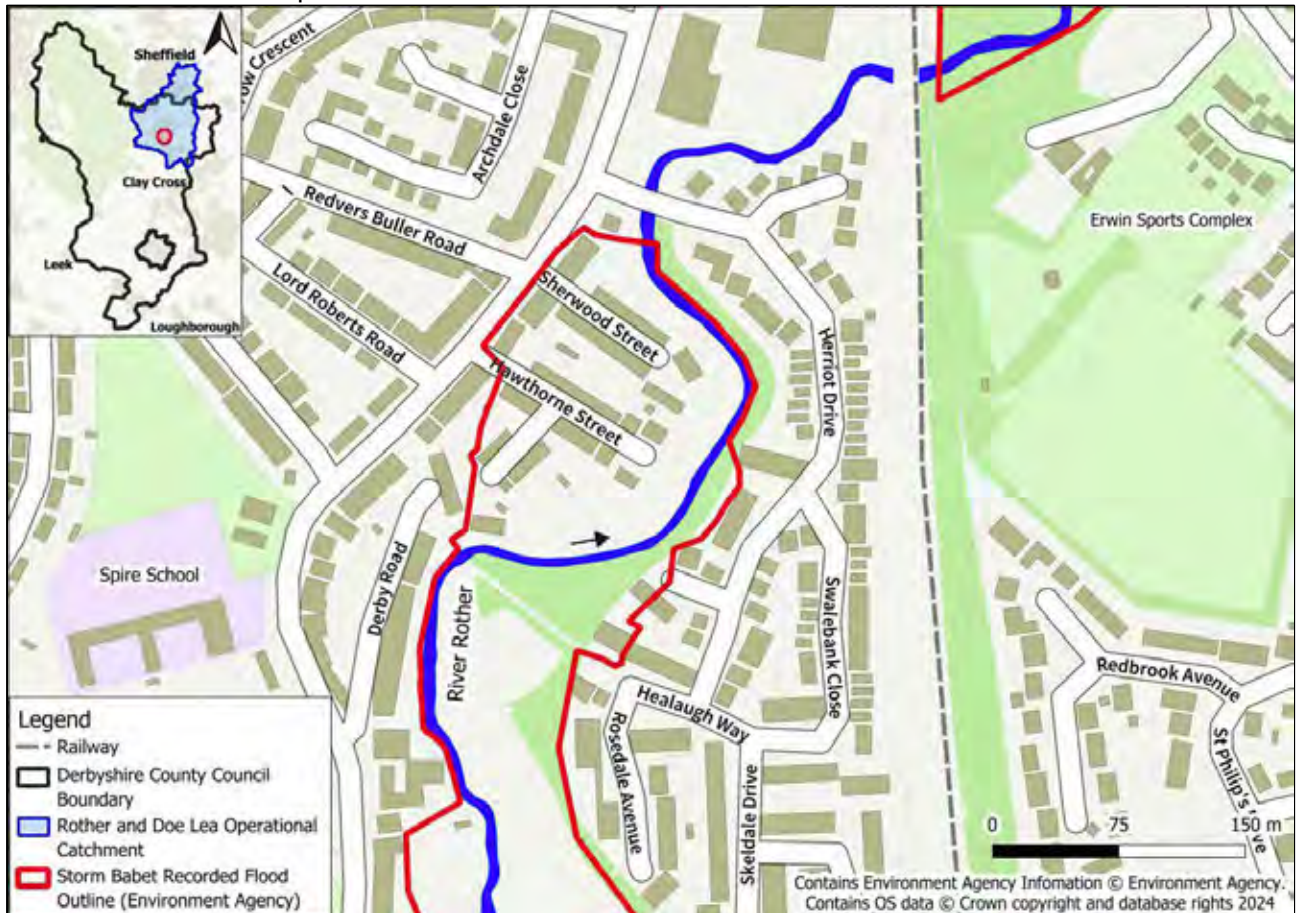 Sheffield
Clay Cross
Leek
Loughborough
row Crescent
Archdale Close
Redvers Buller Road
Lord Roberts Road
Sherwood Street
Hawthorne Street
Herriot Drive
Erwin Sports Complex
Spire School
Derby Road
River Rother
Swalebank Close
Healaugh Way
Rosedale Avenue
Skeldale Drive
Redbrook Avenue
St Philip's
ve
Legend
Railway
Derbyshire County Council
Boundary
Rother and Doe Lea Operational
Catchment
Storm Babet Recorded Flood
Outline (Environment Agency)
0 75 150 m
Contains Environment Agency Infomation © Environment Agency.
Contains OS data © Crown copyright and database rights 2024